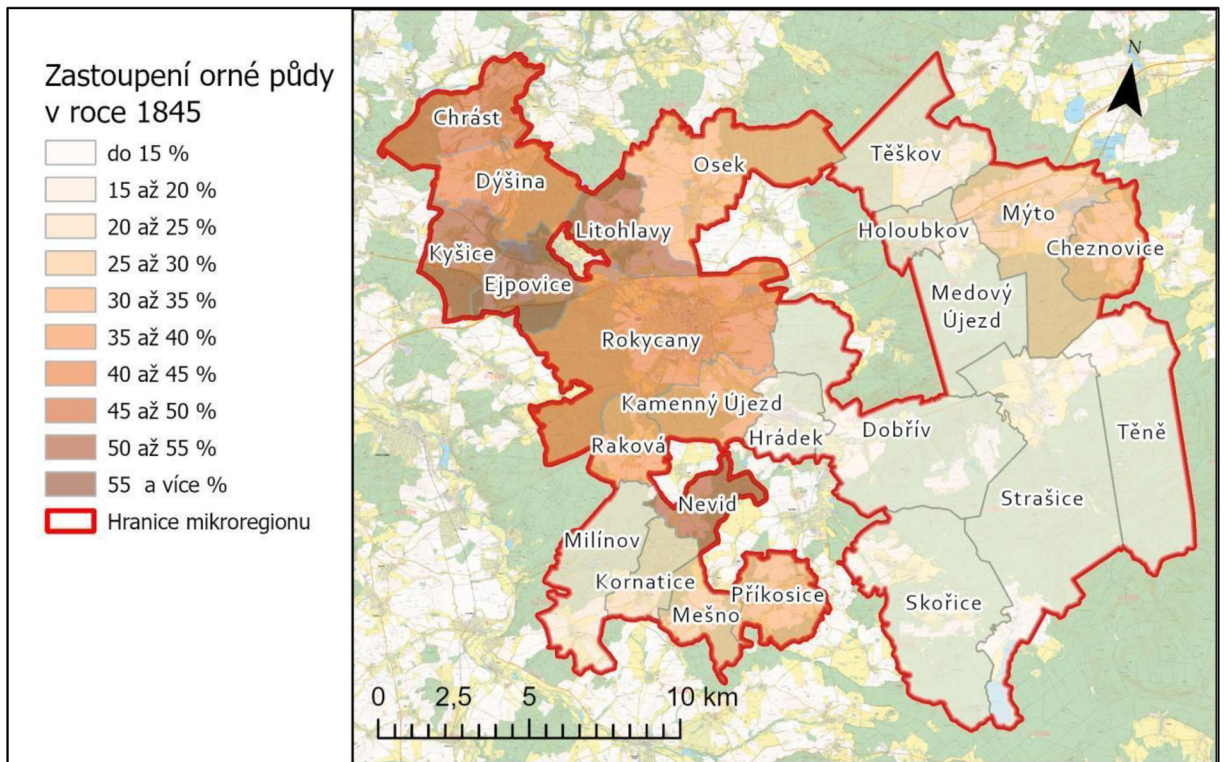 Zastoupení orné půdy
v roce 1845
do 15 %
15 až 20 %
20 až 25 %
25 až 30 %
30 až 35 %
35 až 40 %
40 až 45 %
45 až 50 %
50 až 55 %
55 a více %
Hranice mikroregionu
N
Chrást
Osek
Těškov
Dýšina
Mýto
Litohlavy
Holoubkov
Cheznovice
Kyšice
Ejpovice
Medový
Újezd
Rokycany
Kamenný Újezd
Hrádek
Dobřív
Těně
Raková
Strašice
Nevid
Milínov
Kornatice
Příkosice
Skořice
Mešno
0 2,5 5 10 km